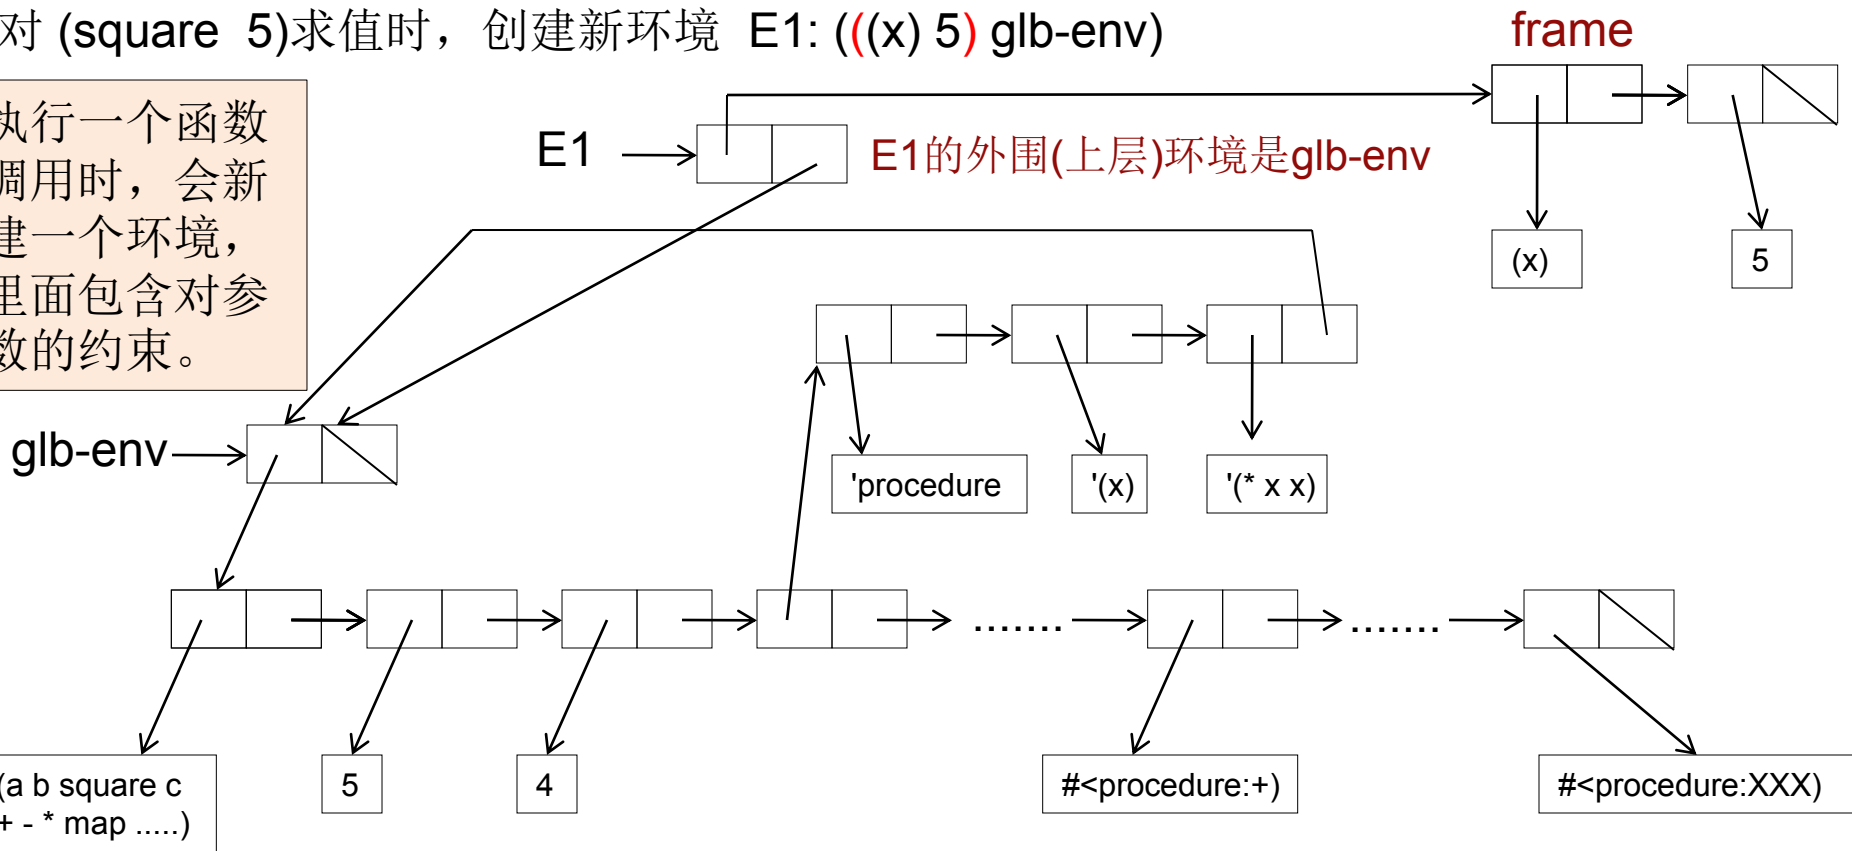 对 (square 5)求值时，创建新环境 E1: (((x) 5) glb-env)
frame
执行一个函数
调用时，会新
建一个环境，
里面包含对参
数的约束。
E1
E1的外围(上层)环境是glb-env
(x)
5
glb-env
'procedure
'(x)
'(* x x)
.......
.......
(a b square c
+ - * map .....)
5
4
#<procedure:+)
#<procedure:XXX)